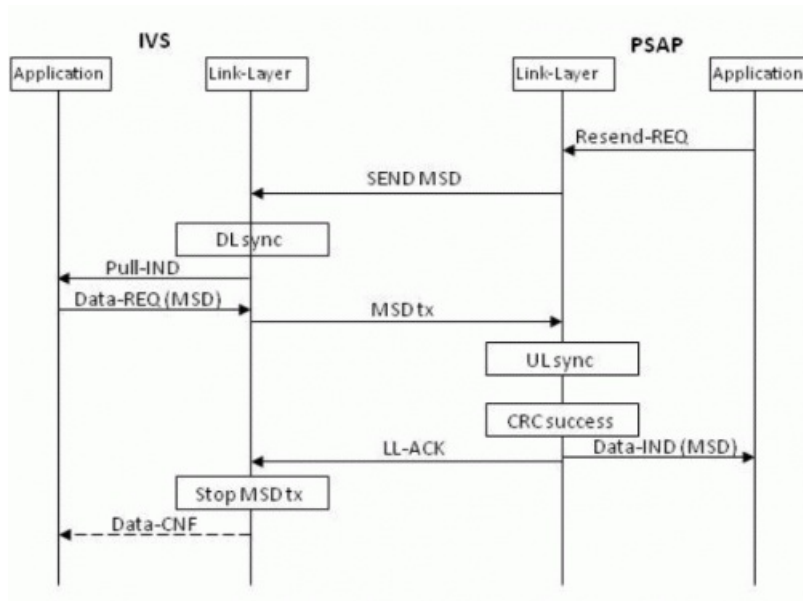 IVS
PSAP
Application
Link-Layer
Link-Layer
Application
Resend-REQ
SEND MSD
DL sync
Pull-IND
Data-REQ (MSD)
MSD tx
UL sync
CRC success
LL-ACK
Data-IND (MSD)
Stop MSD tx
Data-CNF